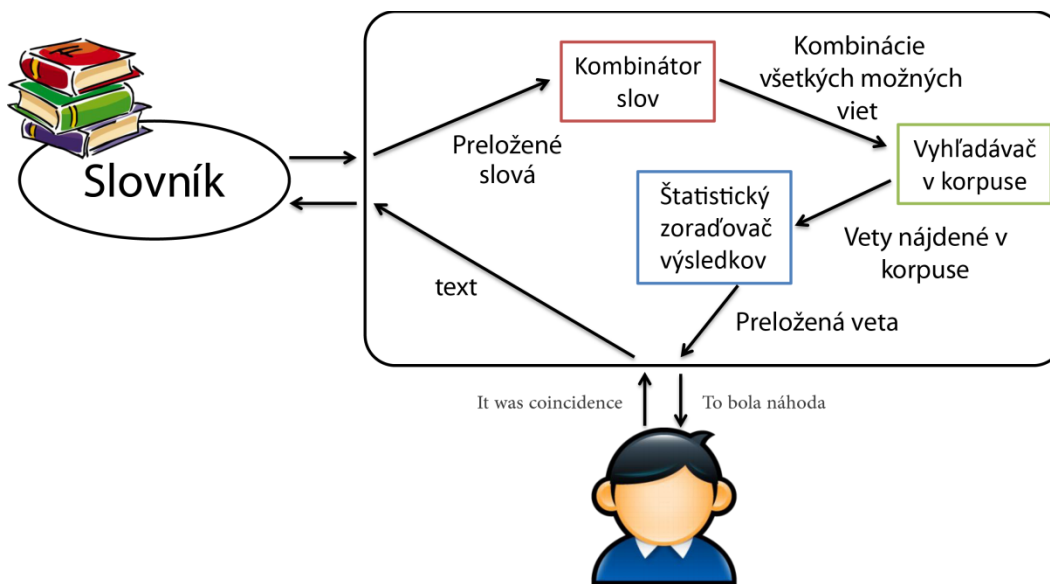 Slovník
Preložené
slová
Kombinátor
slov
Kombinácie
všetkých možných
viet
Vyhľadávač
v korpuse
Vety nájdené v
korpuse
Štatistický
zoraďovač
výsledkov
Preložená veta
text
It was coincidence
To bola náhoda